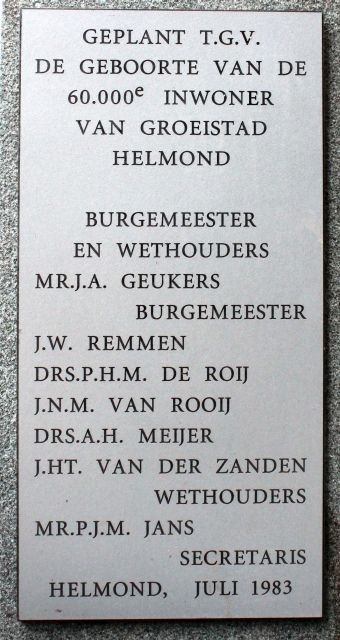 GEPLANT T.G.V.
DE GEBOORTE VAN DE
60.000e INWONER
VAN GROEISTAD
HELMOND
BURGEMEESTER
EN WETHOUDERS
MR.J.A. GEUKERS
BURGEMEESTER
J.W. REMMEN
DRS.P.H.M. DE ROIJ
J.N.M. VAN ROOIJ
DRS.A.H. MEIJER
J.HT. VAN DER ZANDEN
WETHOUDERS
MR.P.J.M. JANS
SECRETARIS
HELMOND, JULI 1983